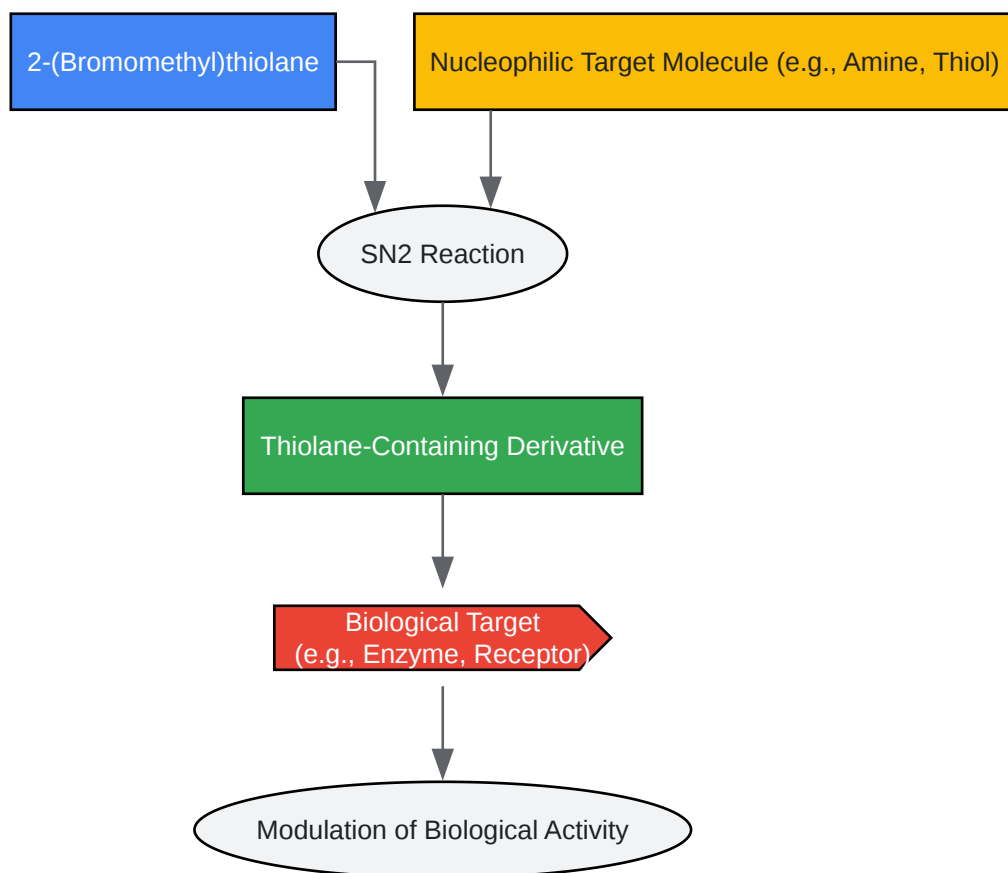 2-(Bromomethyl)thiolane
Nucleophilic Target Molecule (e.g., Amine, Thiol)
SN2 Reaction
Thiolane-Containing Derivative
Biological Target
(e.g., Enzyme, Receptor)
Modulation of Biological Activity